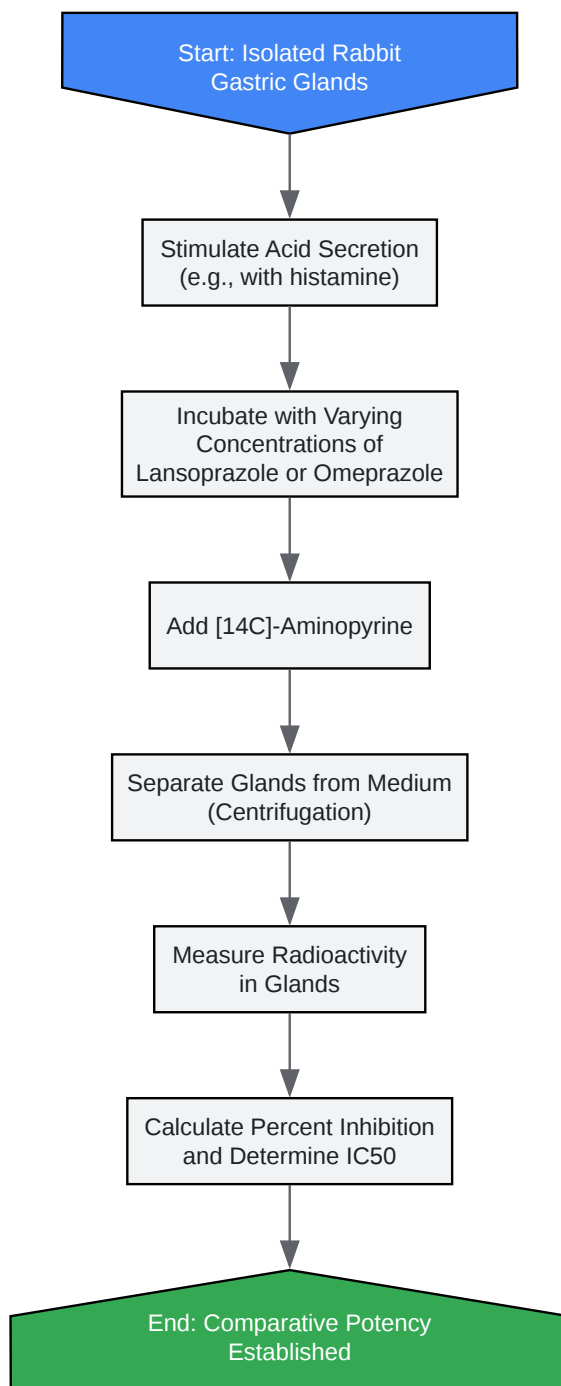 Start: Isolated Rabbit
Gastric Glands
Stimulate Acid Secretion
(e.g., with histamine)
Incubate with Varying
Concentrations of
Lansoprazole or Omeprazole
Add [14C]-Aminopyrine
Separate Glands from Medium
(Centrifugation)
Measure Radioactivity
in Glands
Calculate Percent Inhibition
and Determine IC50
End: Comparative Potency
Established